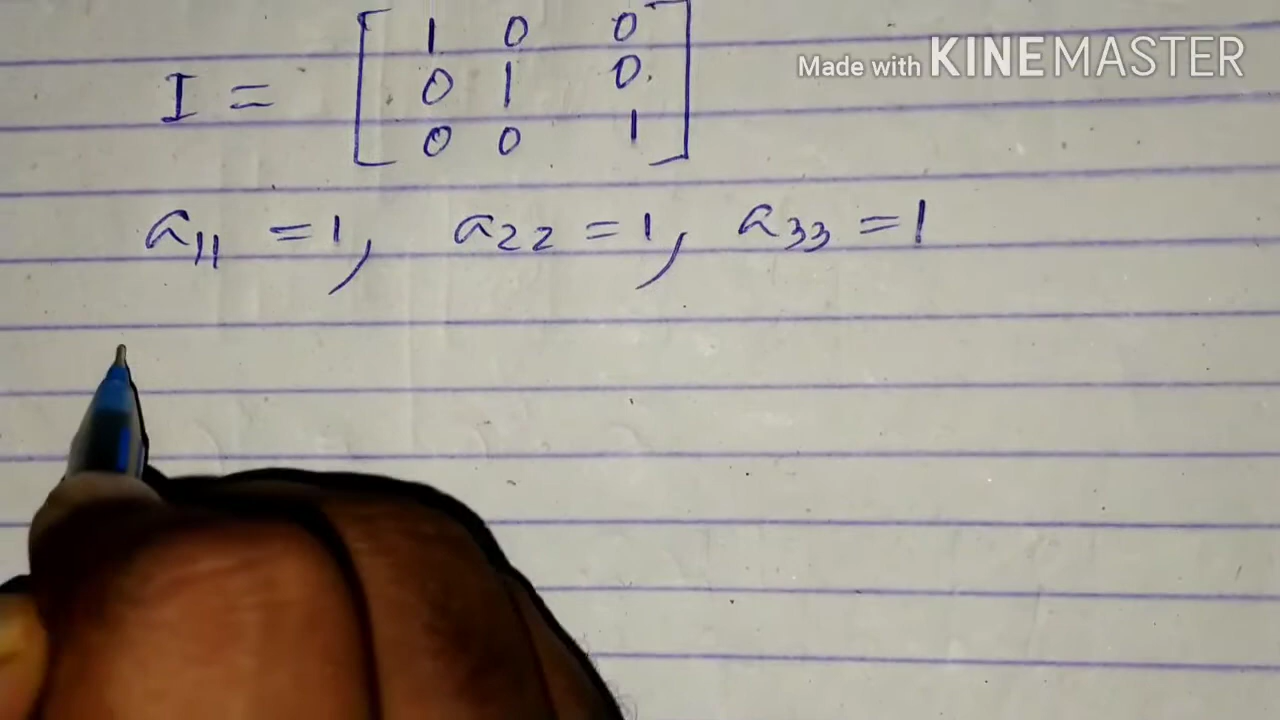 Made with KINEMASTER
1 0 0
I = 0 1 0
0 0 1
a11 = 1, a22 = 1, a33 = 1